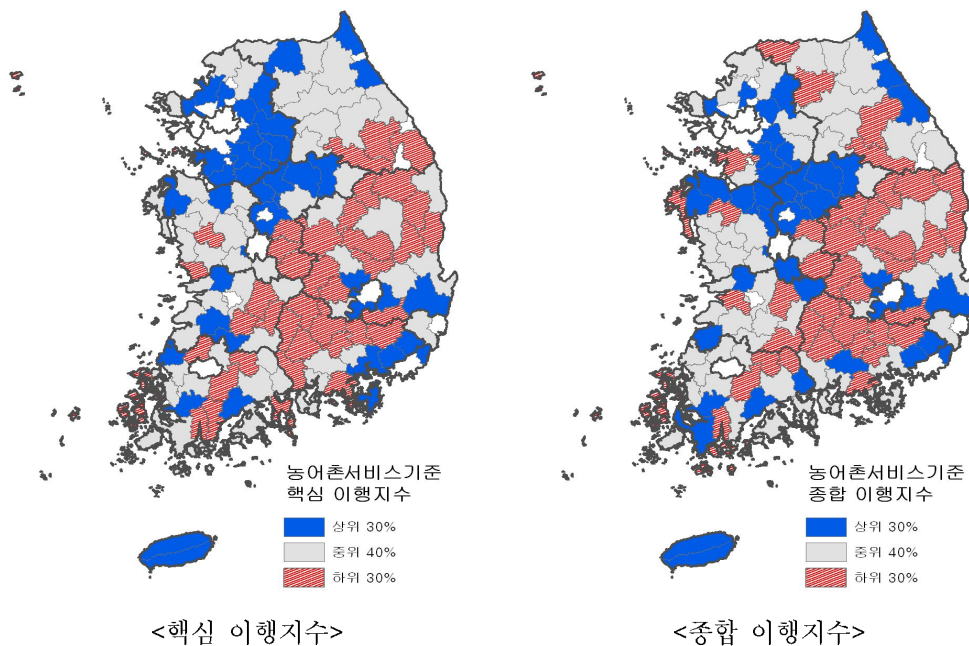 농어촌서비스기준
핵심 이행지수
상위 30%
중위 40%
하위 30%
<핵심 이행지수>
농어촌서비스기준
종합 이행지수
상위 30%
중위 40%
하위 30%
<종합 이행지수>